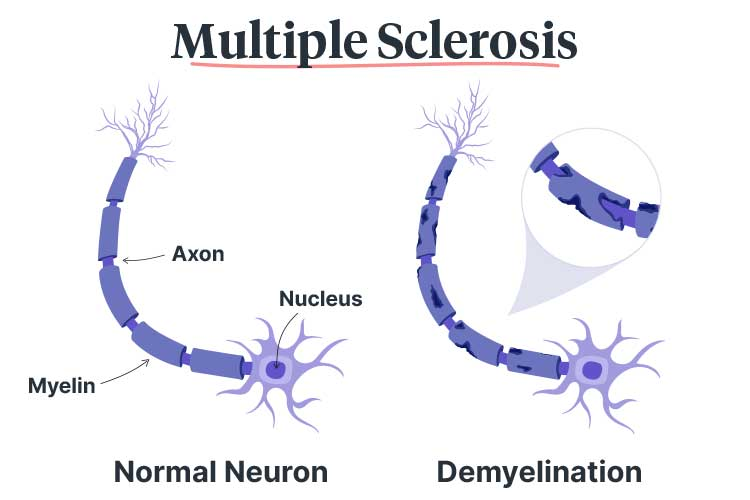 Multiple Sclerosis
Axon
Nucleus
Myelin
Normal Neuron
Demyelination